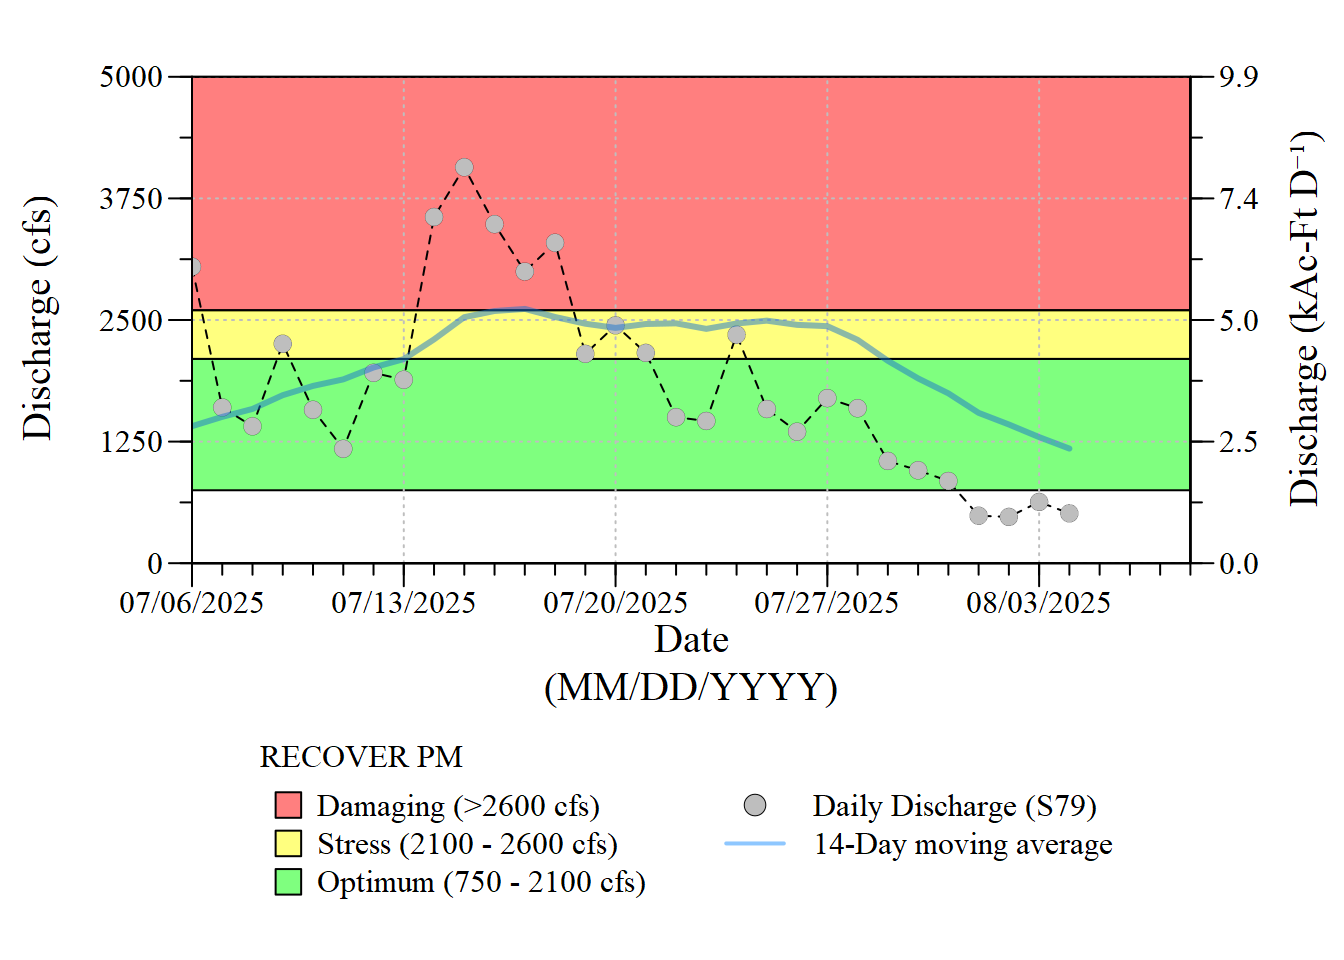 5000
3750
2500
1250
0
Discharge (cfs)
9.9
7.4
5.0
2.5
0.0
Discharge (kAc-Ft D⁻¹)
07/06/2025 07/13/2025 07/20/2025 07/27/2025 08/03/2025
Date
(MM/DD/YYYY)
RECOVER PM
Damaging (>2600 cfs)
Stress (2100 - 2600 cfs)
Optimum (750 - 2100 cfs)
Daily Discharge (S79)
14-Day moving average